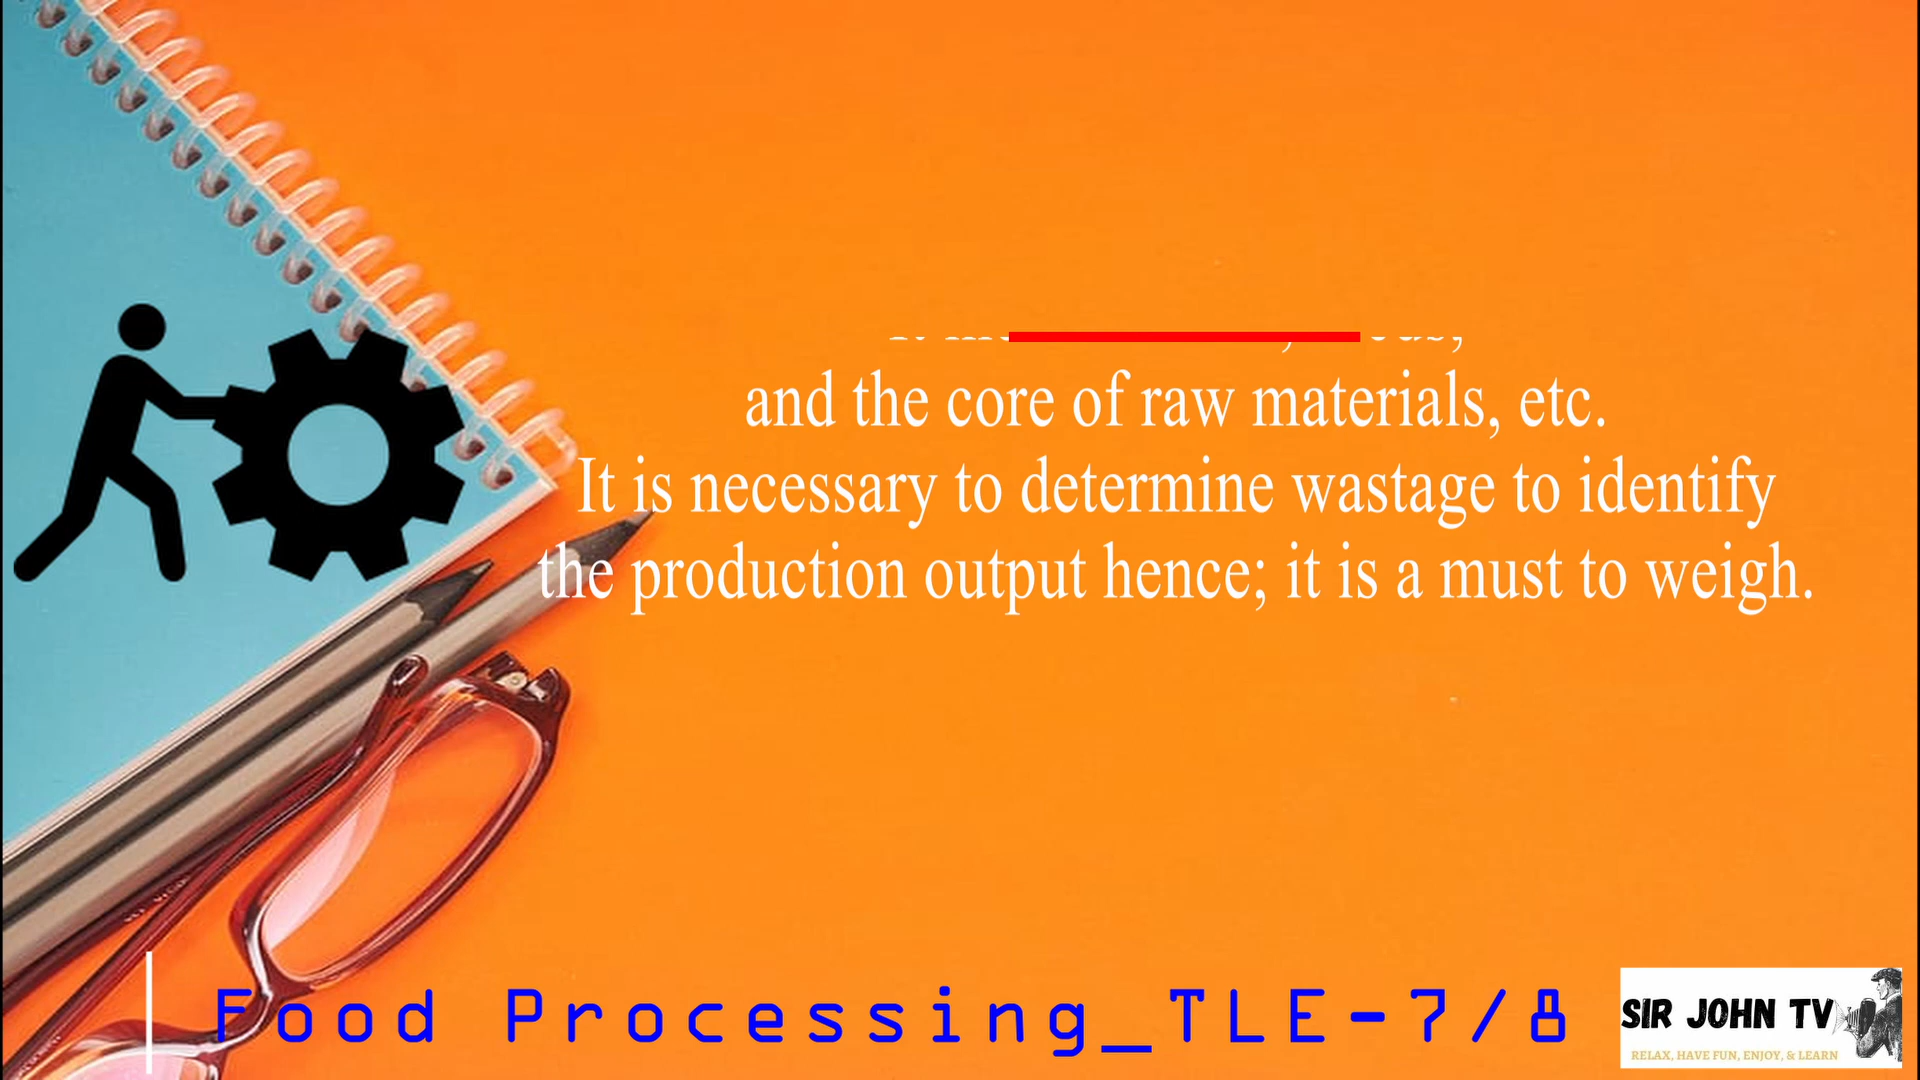 and the core of raw materials, etc.
It is necessary to determine wastage to identify
the production output hence; it is a must to weigh.
Food Processing_TLE-7/8
SIR JOHN TV
RELAX, HAVE FUN, ENJOY, & LEARN